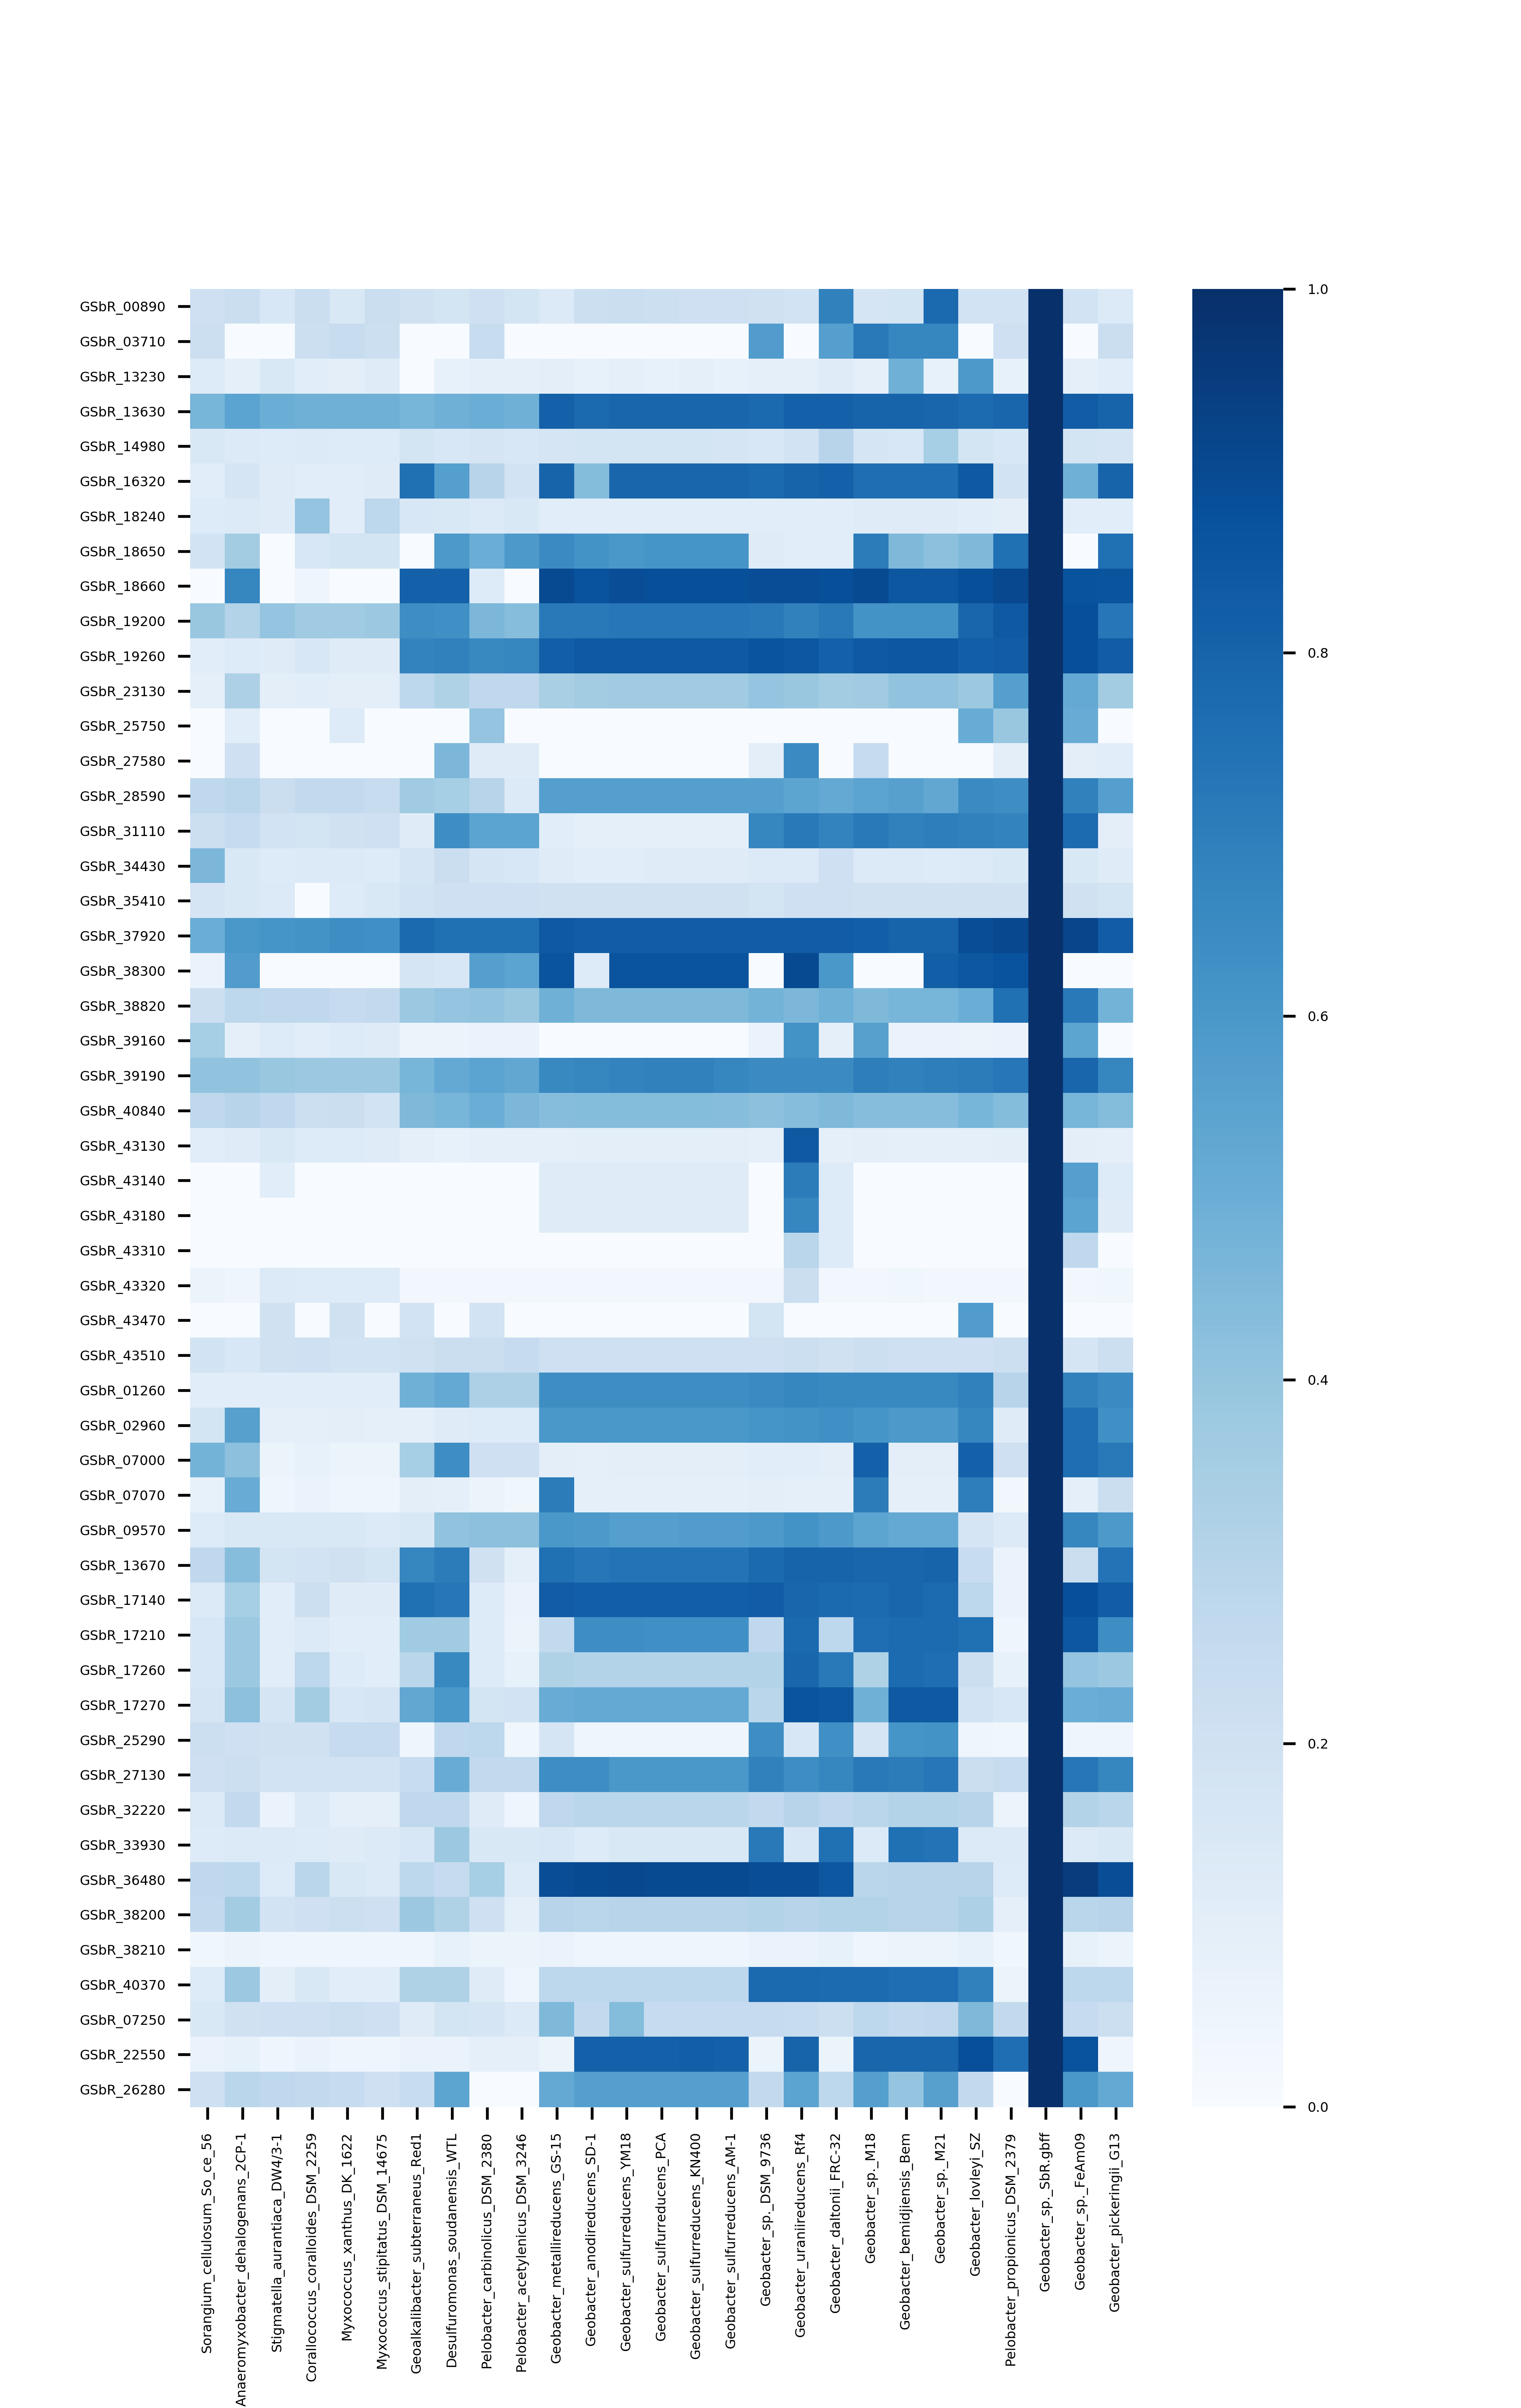 GSbR_00890
GSbR_03710
GSbR_13230
GSbR_13630
GSbR_14980
GSbR_16320
GSbR_18240
GSbR_18650
GSbR_18660
GSbR_19200
GSbR_19260
GSbR_23130
GSbR_25750
GSbR_27580
GSbR_28590
GSbR_31110
GSbR_34430
GSbR_35410
GSbR_37920
GSbR_38300
GSbR_38820
GSbR_39160
GSbR_39190
GSbR_40840
GSbR_43130
GSbR_43140
GSbR_43180
GSbR_43310
GSbR_43320
GSbR_43470
GSbR_43510
GSbR_01260
GSbR_02960
GSbR_07000
GSbR_07070
GSbR_09570
GSbR_13670
GSbR_17140
GSbR_17210
GSbR_17260
GSbR_17270
GSbR_25290
GSbR_27130
GSbR_32220
GSbR_33930
GSbR_36480
GSbR_38200
GSbR_38210
GSbR_40370
GSbR_07250
GSbR_22550
GSbR_26280
Sorangium_cellulosum_So_ce_56
Anaeromyxobacter_dehalogenans_2CP-1
Stigmatella_aurantiaca_DW4/3-1
Corallococcus_coralloides_DSM_2259
Myxococcus_xanthus_DK_1622
Myxococcus_stipitatus_DSM_14675
Geoalkalibacter_subterraneus_Red1
Desulfuromonas_soudanensis_WTL
Pelobacter_carbinolicus_DSM_2380
Pelobacter_acetylenicus_DSM_3246
Geobacter_metallireducens_GS-15
Geobacter_anodireducens_SD-1
Geobacter_sulfurreducens_YM18
Geobacter_sulfurreducens_PCA
Geobacter_sulfurreducens_KN400
Geobacter_sulfurreducens_AM-1
Geobacter_sp._DSM_9736
Geobacter_uraniireducens_Rf4
Geobacter_daltonii_FRC-32
Geobacter_sp._M18
Geobacter_bemidjiensis_Bem
Geobacter_sp._M21
Geobacter_lovleyi_SZ
Pelobacter_propionicus_DSM_2379
Geobacter_sp._SbR.gbff
Geobacter_sp._FeAm09
Geobacter_pickeringii_G13
1.0
0.8
0.6
0.4
0.2
0.0